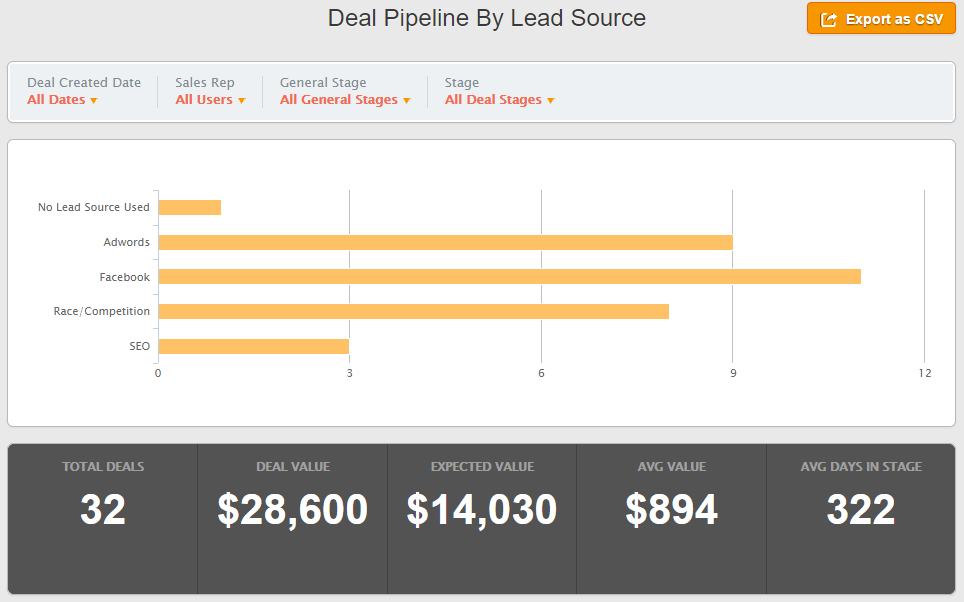 Deal Pipeline By Lead Source
Export as CSV
Deal Created Date
All Dates
Sales Rep
All Users
General Stage
All General Stages
Stage
All Deal Stages
No Lead Source Used
Adwords
Facebook
Race/Competition
SEO
0 3 6 9 12
TOTAL DEALS
32
DEAL VALUE
$28,600
EXPECTED VALUE
$14,030
AVG VALUE
$894
AVG DAYS IN STAGE
322